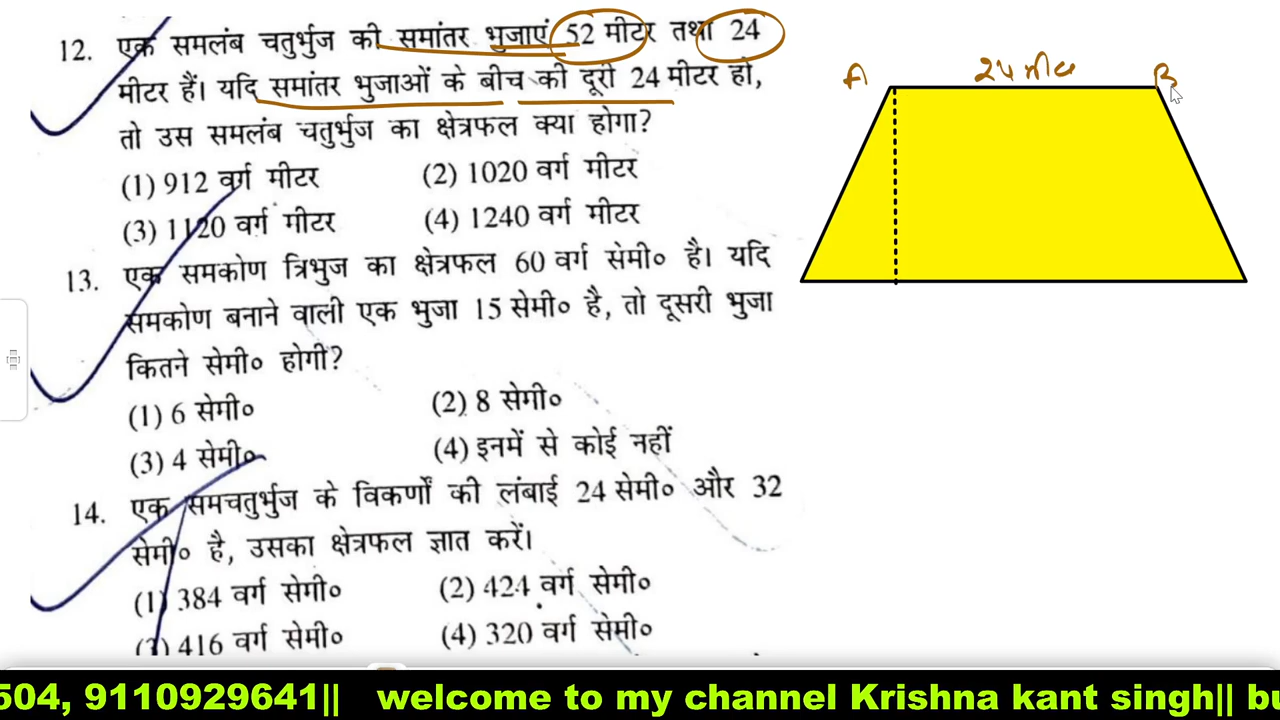 12. एक समलंब चतुर्भुज की समांतर भुजाएं 52 मीटर तथा 24
मीटर हैं। यदि समांतर भुजाओं के बीच की दूरी 24 मीटर हो,
तो उस समलंब चतुर्भुज का क्षेत्रफल क्या होगा?
(1) 912 वर्ग मीटर (2) 1020 वर्ग मीटर
(3) 1120 वर्ग मीटर (4) 1240 वर्ग मीटर
13. एक समकोण त्रिभुज का क्षेत्रफल 60 वर्ग सेमी० है। यदि
समकोण बनाने वाली एक भुजा 15 सेमी० है, तो दूसरी भुजा
कितने सेमी० होगी?
(1) 6 सेमी० (2) 8 सेमी०
(3) 4 सेमी० (4) इनमें से कोई नहीं
14. एक समचतुर्भुज के विकर्णों की लंबाई 24 सेमी० और 32
सेमी० है, उसका क्षेत्रफल ज्ञात करें।
(1) 384 वर्ग सेमी० (2) 424 वर्ग सेमी०
(3) 416 वर्ग सेमी० (4) 320 वर्ग सेमी०
A 24 B
504, 9110929641|| welcome to my channel Krishna kant singh||